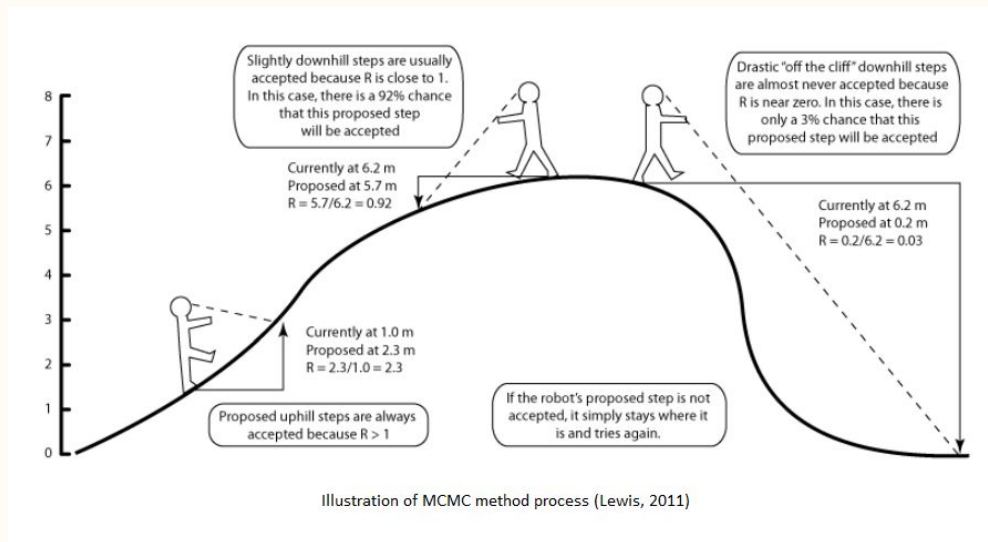 Slightly downhill steps are usually
accepted because R is close to 1.
In this case, there is a 92% chance
that this proposed step
will be accepted
Drastic "off the cliff" downhill steps
are almost never accepted because
R is near zero. In this case, there is
only a 3% chance that this
proposed step will be accepted
8
7
6
5
4
3
2
1
0
Currently at 6.2 m
Proposed at 5.7 m
R = 5.7/6.2 = 0.92
Currently at 6.2 m
Proposed at 0.2 m
R = 0.2/6.2 = 0.03
Currently at 1.0 m
Proposed at 2.3 m
R = 2.3/1.0 = 2.3
Proposed uphill steps are always
accepted because R > 1
If the robot's proposed step is not
accepted, it simply stays where it
is and tries again.
Illustration of MCMC method process (Lewis, 2011)